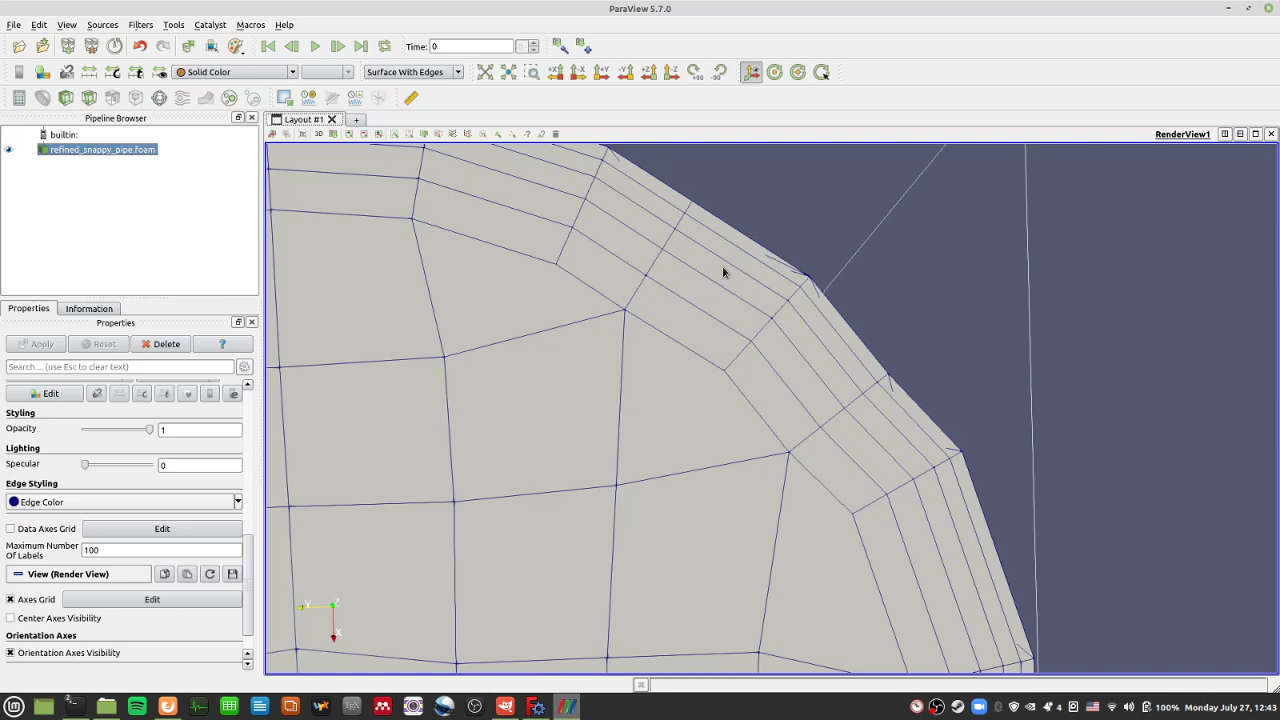 ParaView 5.7.0
File Edit View Sources Filters Tools Catalyst Macros Help
Time: 0 0
Solid Color Surface With Edges
Pipeline Browser Layout #1
3D RenderView1
builtin:
refined_snappy_pipe.foam
Properties Information
Properties
Apply Reset Delete ?
Search ... (use Esc to clear text)
Edit
Styling
Opacity 1
Lighting
Specular 0
Edge Styling
Edge Color
Data Axes Grid Edit
Maximum Number
Of Labels 100
View (Render View)
Axes Grid Edit
Center Axes Visibility
Orientation Axes
Orientation Axes Visibility
Y Z
X
4 100% Monday July 27, 12:43